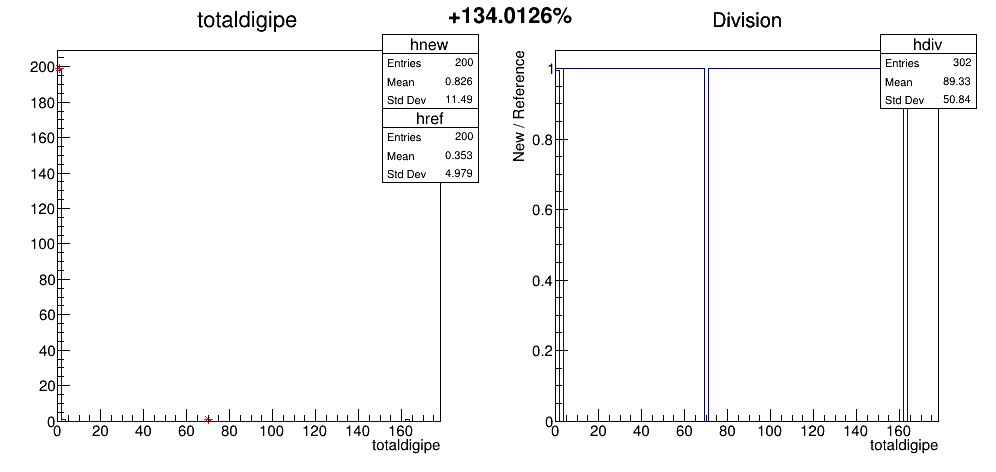 +134.0126%
totaldigipe
hnew
Entries 200
Mean 0.826
Std Dev 11.49
href
Entries 200
Mean 0.353
Std Dev 4.979
200
180
160
140
120
100
80
60
40
20
0
0 20 40 60 80 100 120 140 160
totaldigipe
Division
hdiv
Entries 302
Mean 89.33
Std Dev 50.84
New / Reference
1
0.8
0.6
0.4
0.2
0
0 20 40 60 80 100 120 140 160
totaldigipe